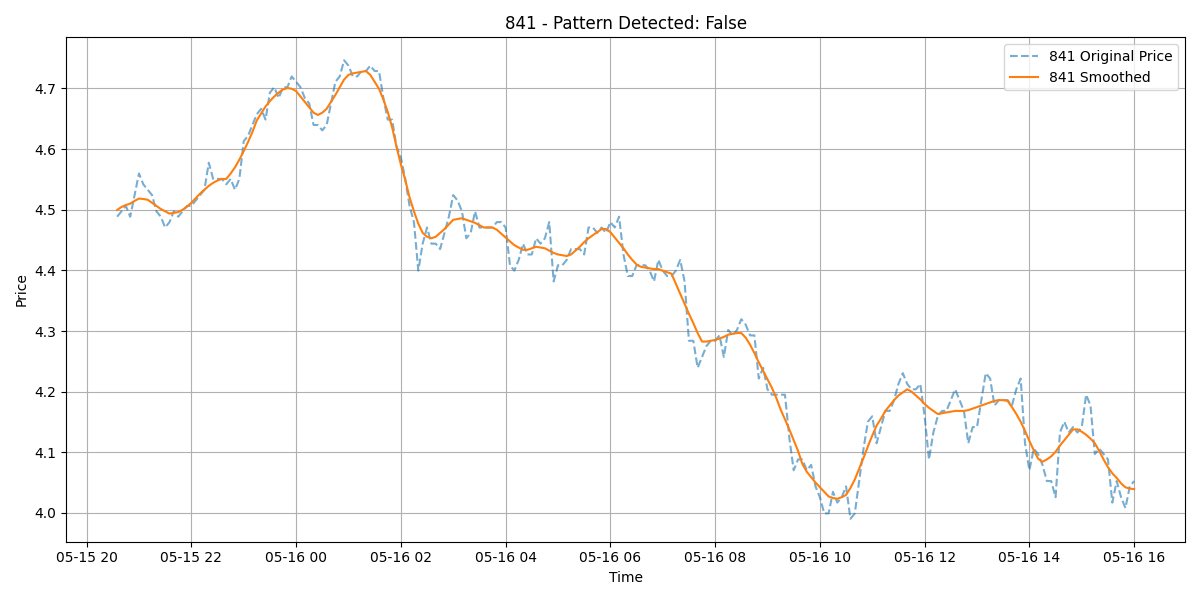 841 - Pattern Detected: False
841 Original Price
841 Smoothed
Price
4.7
4.6
4.5
4.4
4.3
4.2
4.1
4.0
05-15 20 05-15 22 05-16 00 05-16 02 05-16 04 05-16 06 05-16 08 05-16 10 05-16 12 05-16 14 05-16 16
Time